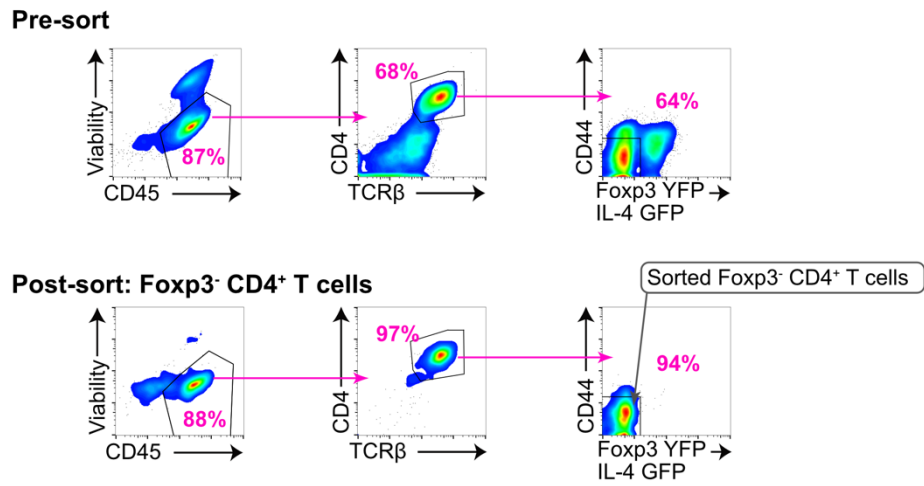 Pre-sort
Viability
87%
CD45
68%
CD4
TCRβ
64%
CD44
Foxp3 YFP
IL-4 GFP
Post-sort: Foxp3⁻ CD4⁺ T cells
Sorted Foxp3⁻ CD4⁺ T cells
Viability
88%
CD45
97%
CD4
TCRβ
94%
CD44
Foxp3 YFP
IL-4 GFP